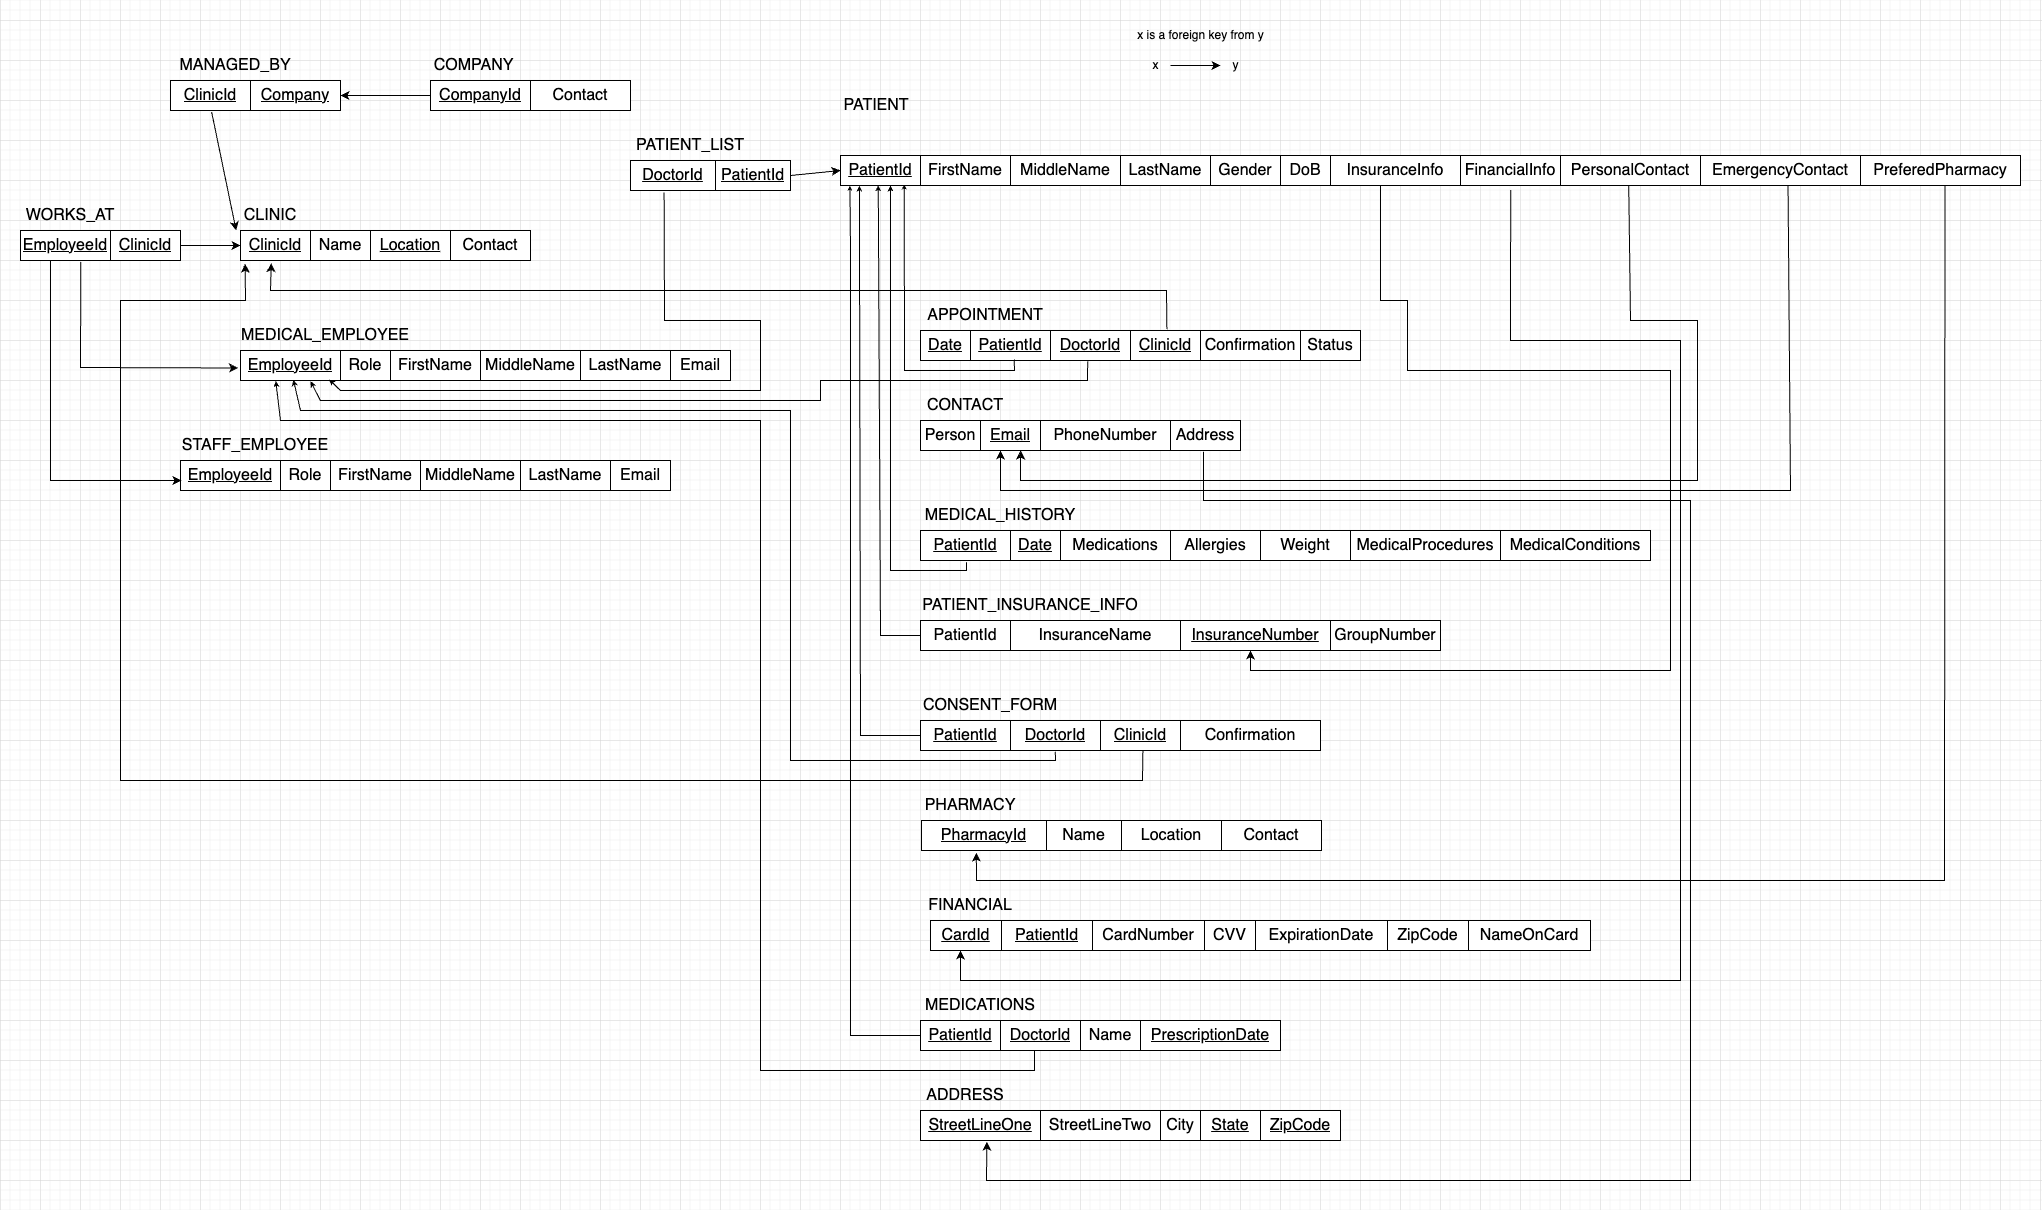 x is a foreign key from y
x y
MANAGED_BY
ClinicId Company
COMPANY
CompanyId Contact
PATIENT
PatientId FirstName MiddleName LastName Gender DoB InsuranceInfo FinancialInfo PersonalContact EmergencyContact PreferedPharmacy
PATIENT_LIST
DoctorId PatientId
WORKS_AT
EmployeeId ClinicId
CLINIC
ClinicId Name Location Contact
APPOINTMENT
Date PatientId DoctorId ClinicId Confirmation Status
MEDICAL_EMPLOYEE
EmployeeId Role FirstName MiddleName LastName Email
CONTACT
Person Email PhoneNumber Address
STAFF_EMPLOYEE
EmployeeId Role FirstName MiddleName LastName Email
MEDICAL_HISTORY
PatientId Date Medications Allergies Weight MedicalProcedures MedicalConditions
PATIENT_INSURANCE_INFO
PatientId InsuranceName InsuranceNumber GroupNumber
CONSENT_FORM
PatientId DoctorId ClinicId Confirmation
PHARMACY
PharmacyId Name Location Contact
FINANCIAL
CardId PatientId CardNumber CVV ExpirationDate ZipCode NameOnCard
MEDICATIONS
PatientId DoctorId Name PrescriptionDate
ADDRESS
StreetLineOne StreetLineTwo City State ZipCode